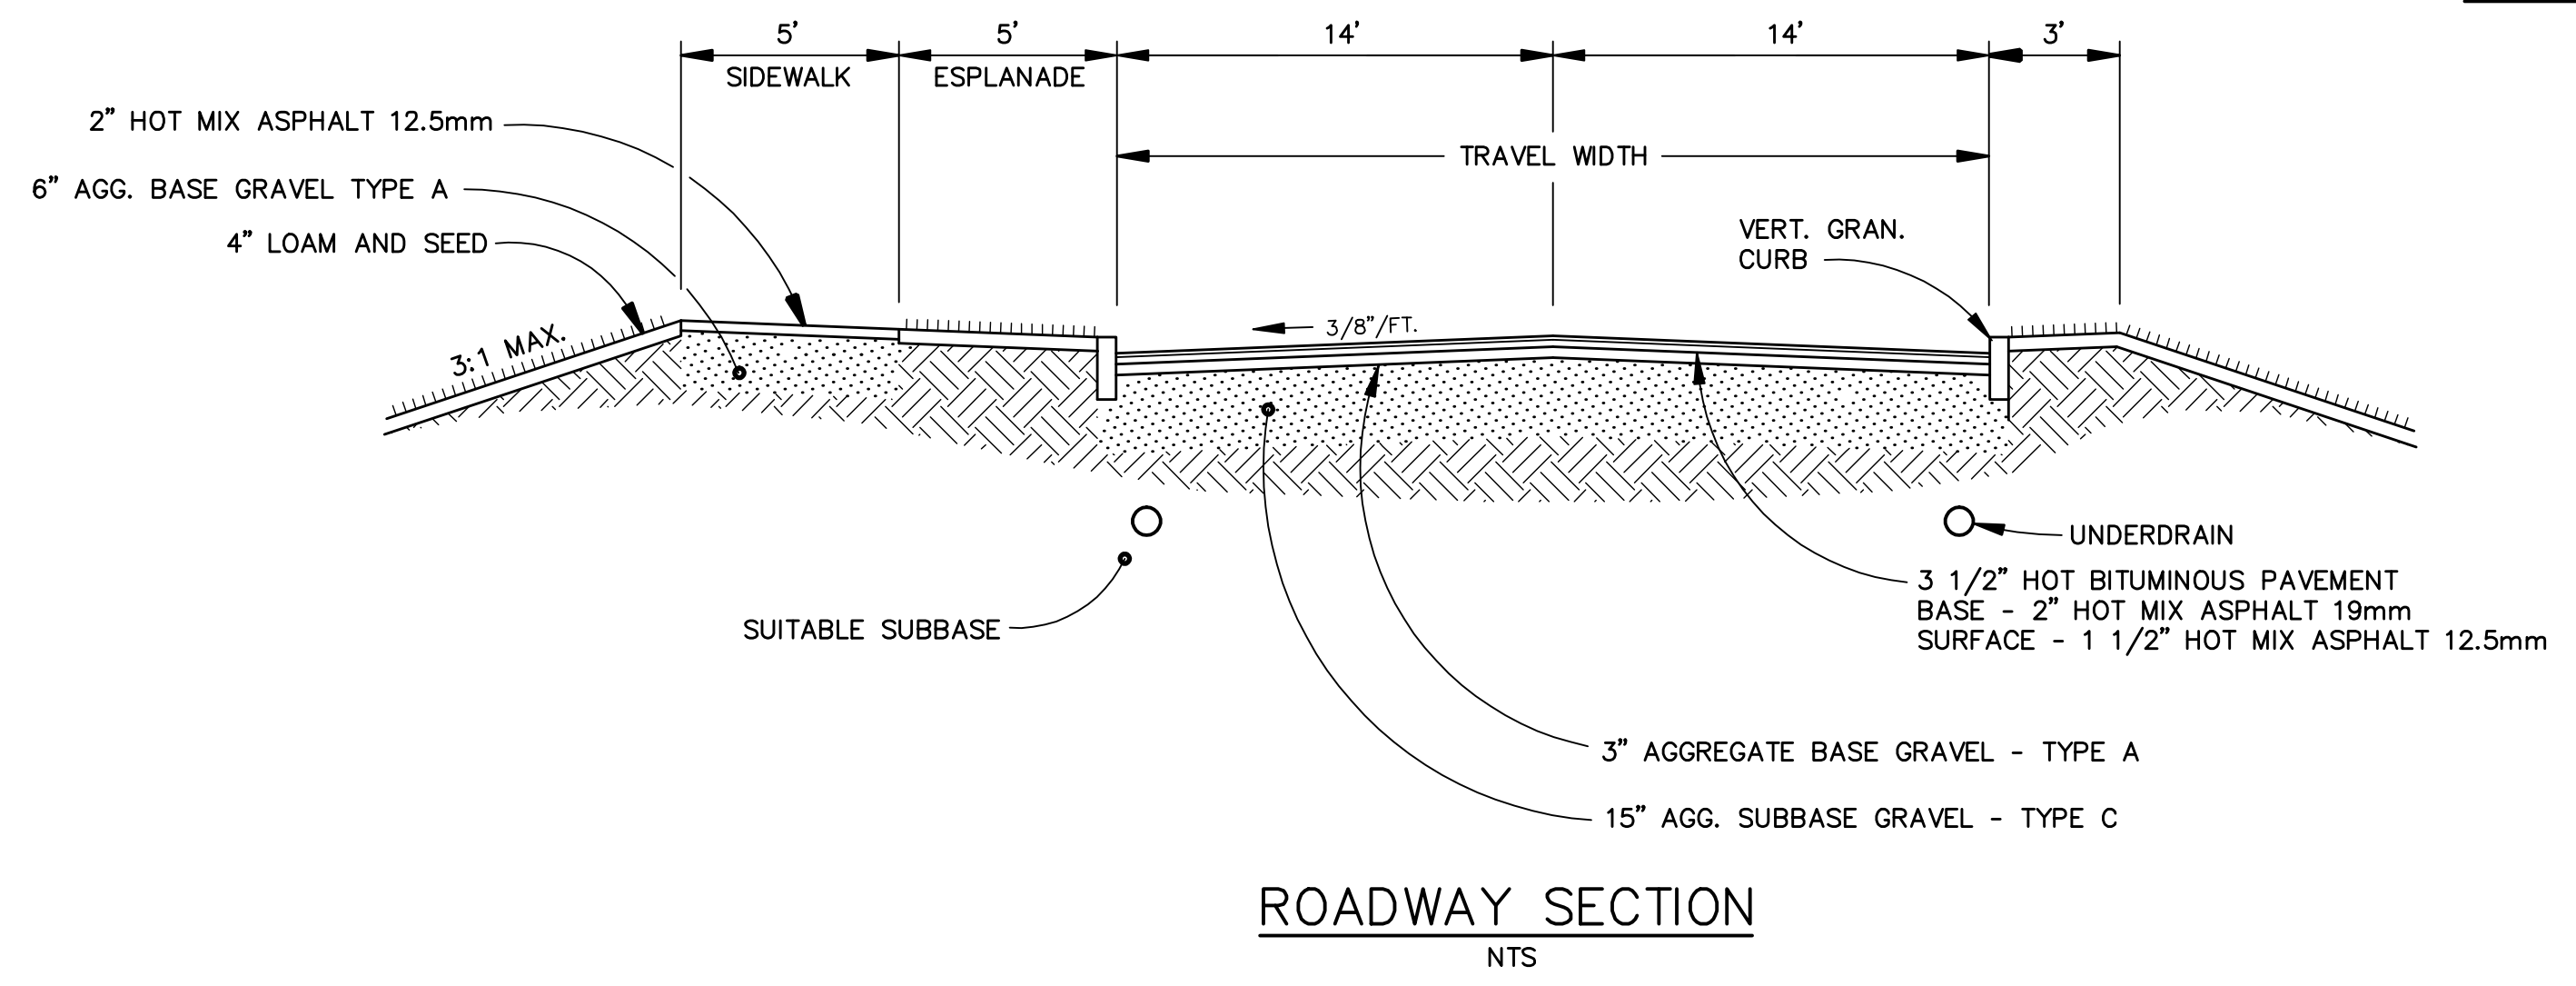 5’ 5’ 14’ 14’ 3’
SIDEWALK ESPLANADE
2” HOT MIX ASPHALT 12.5mm
TRAVEL WIDTH
6” AGG. BASE GRAVEL TYPE A
4” LOAM AND SEED
VERT. GRAN.
CURB
3:1 MAX.
3/8”/FT.
UNDERDRAIN
3 1/2” HOT BITUMINOUS PAVEMENT
BASE - 2” HOT MIX ASPHALT 19mm
SURFACE - 1 1/2” HOT MIX ASPHALT 12.5mm
SUITABLE SUBBASE
3” AGGREGATE BASE GRAVEL - TYPE A
15” AGG. SUBBASE GRAVEL - TYPE C
ROADWAY SECTION
NTS